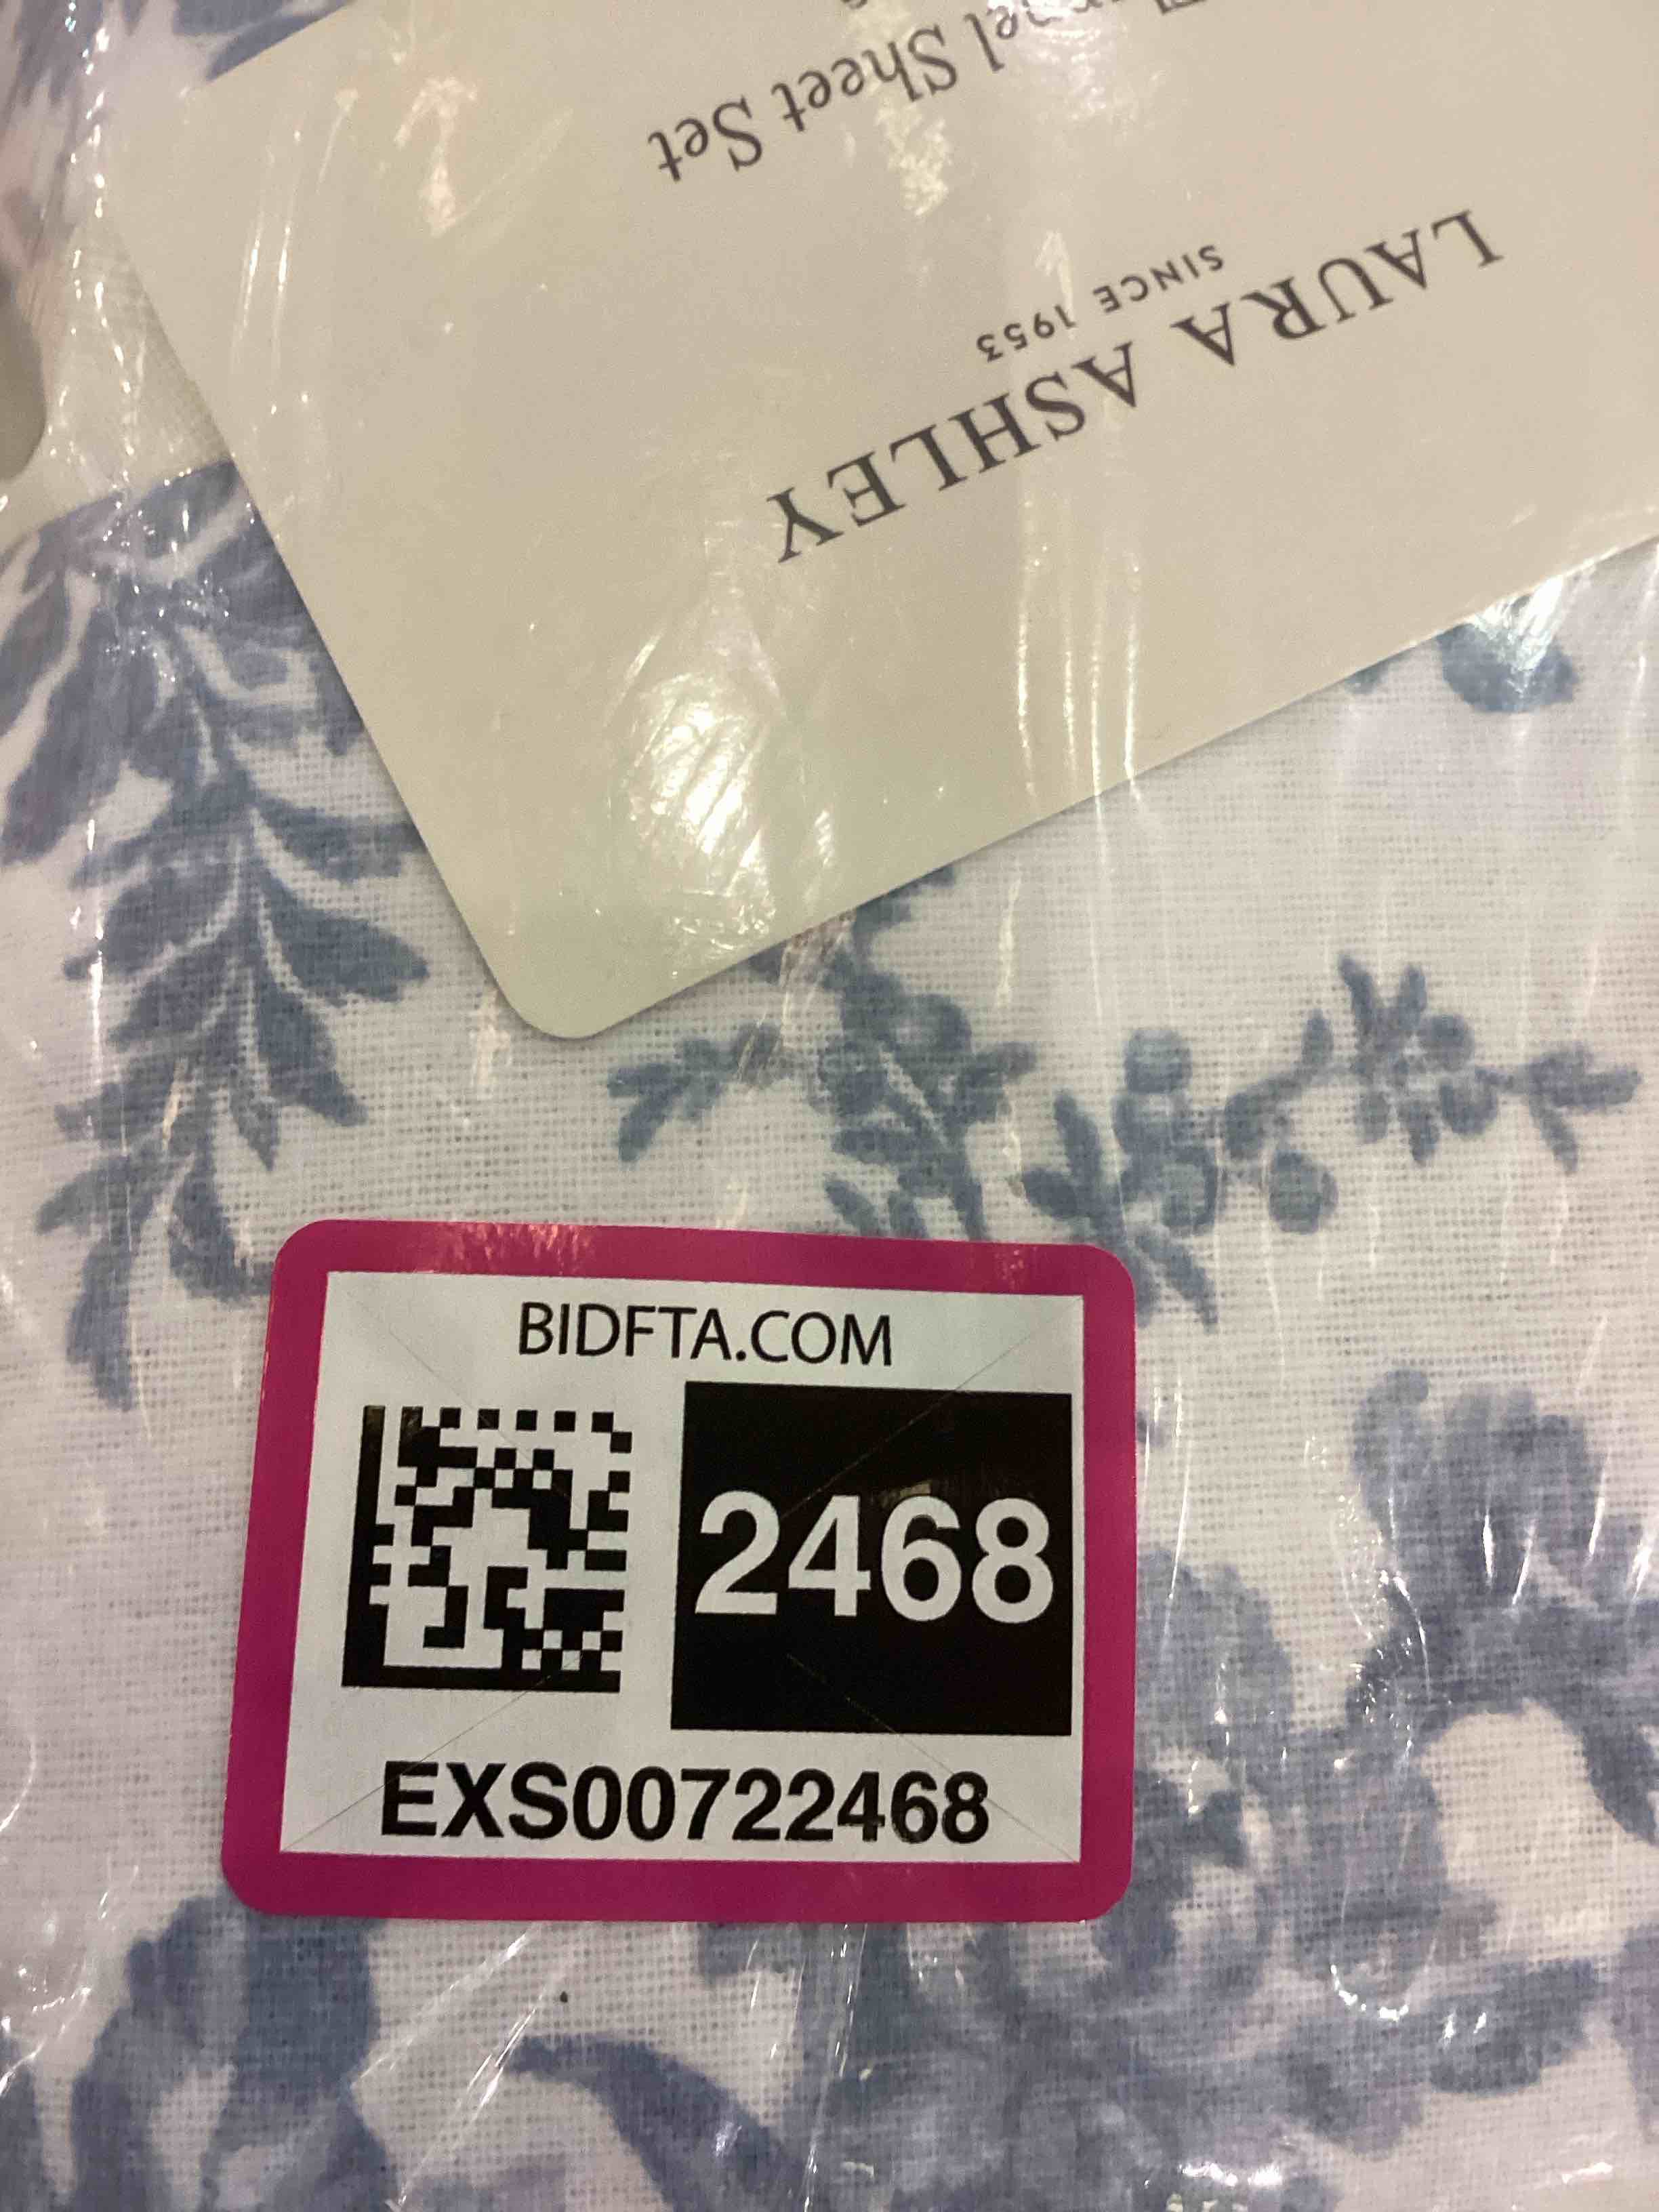 LAURA ASHLEY
SINCE 1953
Sheet Set
BIDFTA.COM
2468
EXS00722468